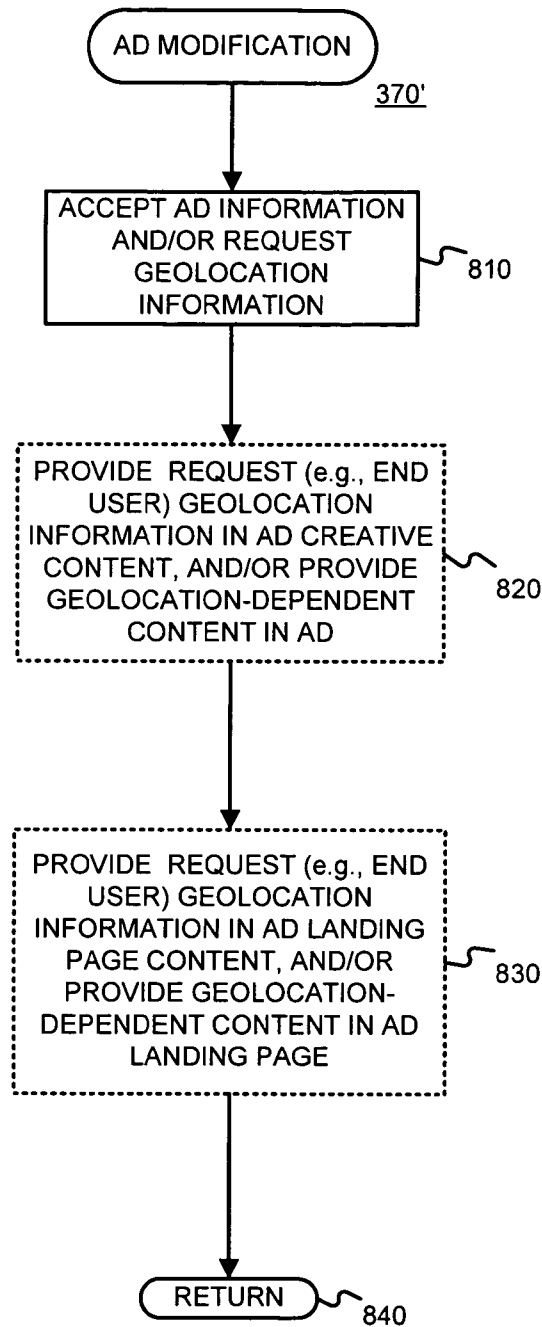 AD MODIFICATION
370'
ACCEPT AD INFORMATION
AND/OR REQUEST
GEOLOCATION
INFORMATION
810
PROVIDE REQUEST (e.g., END
USER) GEOLOCATION
INFORMATION IN AD CREATIVE
CONTENT, AND/OR PROVIDE
GEOLOCATION-DEPENDENT
CONTENT IN AD
820
PROVIDE REQUEST (e.g., END
USER) GEOLOCATION
INFORMATION IN AD LANDING
PAGE CONTENT, AND/OR
PROVIDE GEOLOCATION-
DEPENDENT CONTENT IN AD
LANDING PAGE
830
RETURN
840